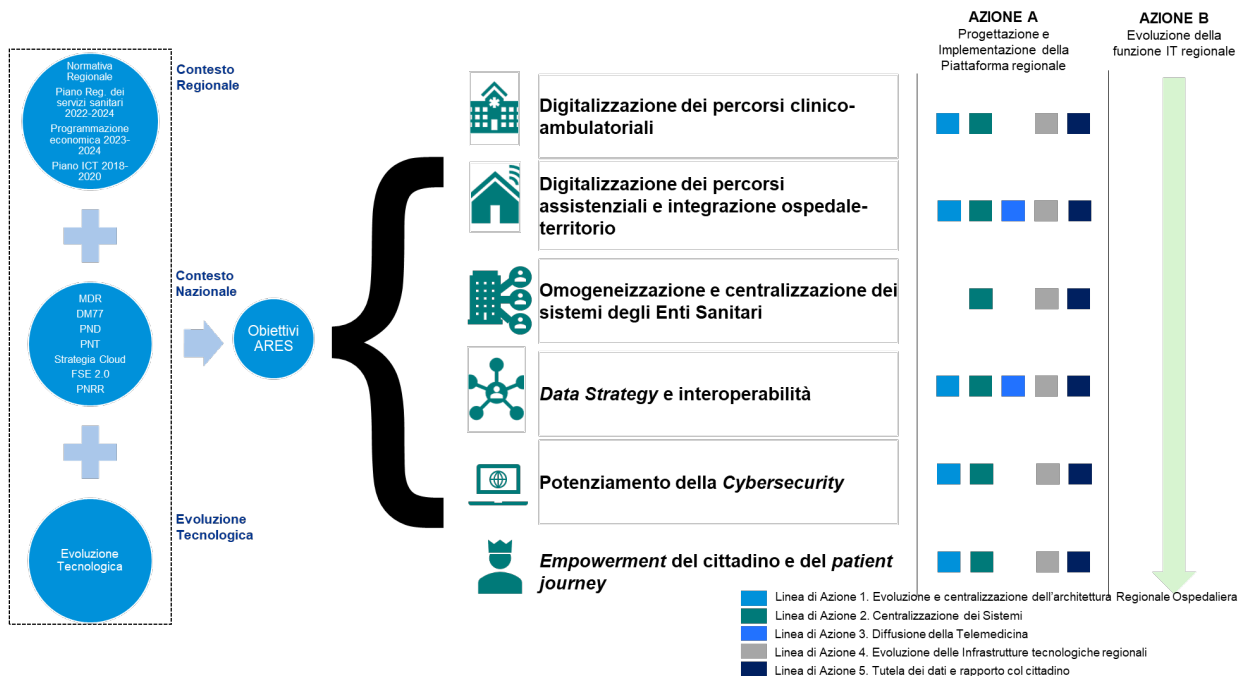 Normativa
Regionale
Piano Reg. dei
servizi sanitari
2022-2024
Programmazione
economica 2023-
2024
Piano ICT 2018-
2020
Contesto
Regionale
MDR
DM77
PND
PNT
Strategia Cloud
FSE 2.0
PNRR
Contesto
Nazionale
Evoluzione
Tecnologica
Evoluzione
Tecnologica
Obiettivi
ARES
AZIONE A
Progettazione e
Implementazione della
Piattaforma regionale
AZIONE B
Evoluzione della
funzione IT regionale
Digitalizzazione dei percorsi clinico-
ambulatoriali
Digitalizzazione dei percorsi
assistenziali e integrazione ospedale-
territorio
Omogeneizzazione e centralizzazione dei
sistemi degli Enti Sanitari
Data Strategy e interoperabilità
Potenziamento della Cybersecurity
Empowerment del cittadino e del patient
journey
Linea di Azione 1. Evoluzione e centralizzazione dell'architettura Regionale Ospedaliera
Linea di Azione 2. Centralizzazione dei Sistemi
Linea di Azione 3. Diffusione della Telemedicina
Linea di Azione 4. Evoluzione delle Infrastrutture tecnologiche regionali
Linea di Azione 5. Tutela dei dati e rapporto col cittadino